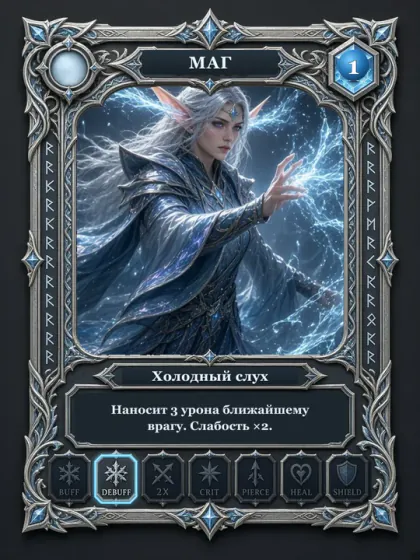 МАГ
1
Холодный слух
Наносит 3 урона ближайшему
врагу. Слабость ×2.
BUFF DEBUFF 2X CRIT PIERCE HEAL SHIELD